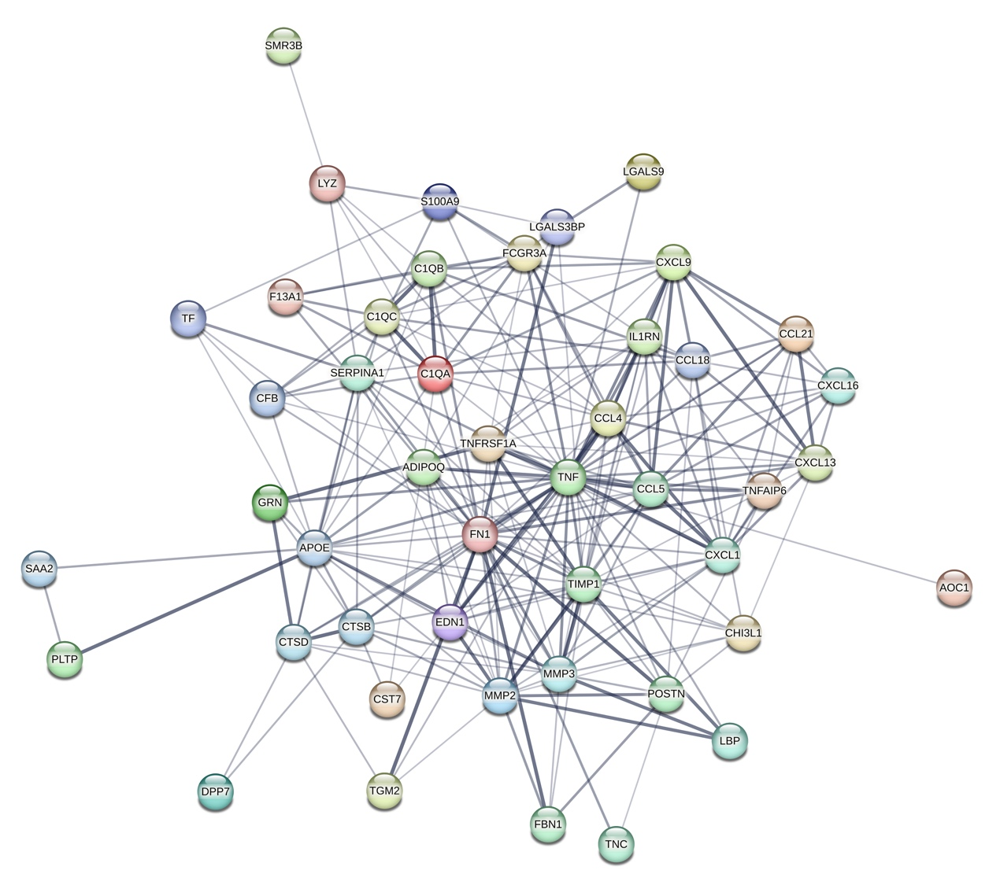 SMR3B
LGALS9
LYZ
S100A9
LGALS3BP
FCGR3A
CXCL9
C1QB
F13A1
C1QC
TF
CCL21
IL1RN
CCL18
SERPINA1
C1QA
CXCL16
CFB
CCL4
TNFRSF1A
CXCL13
ADIPOQ
TNF
CCL5
TNFAIP6
GRN
FN1
APOE
CXCL1
SAA2
TIMP1
AOC1
EDN1
CTSB
CHI3L1
CTSD
PLTP
MMP3
MMP2
POSTN
CST7
LBP
DPP7
TGM2
FBN1
TNC